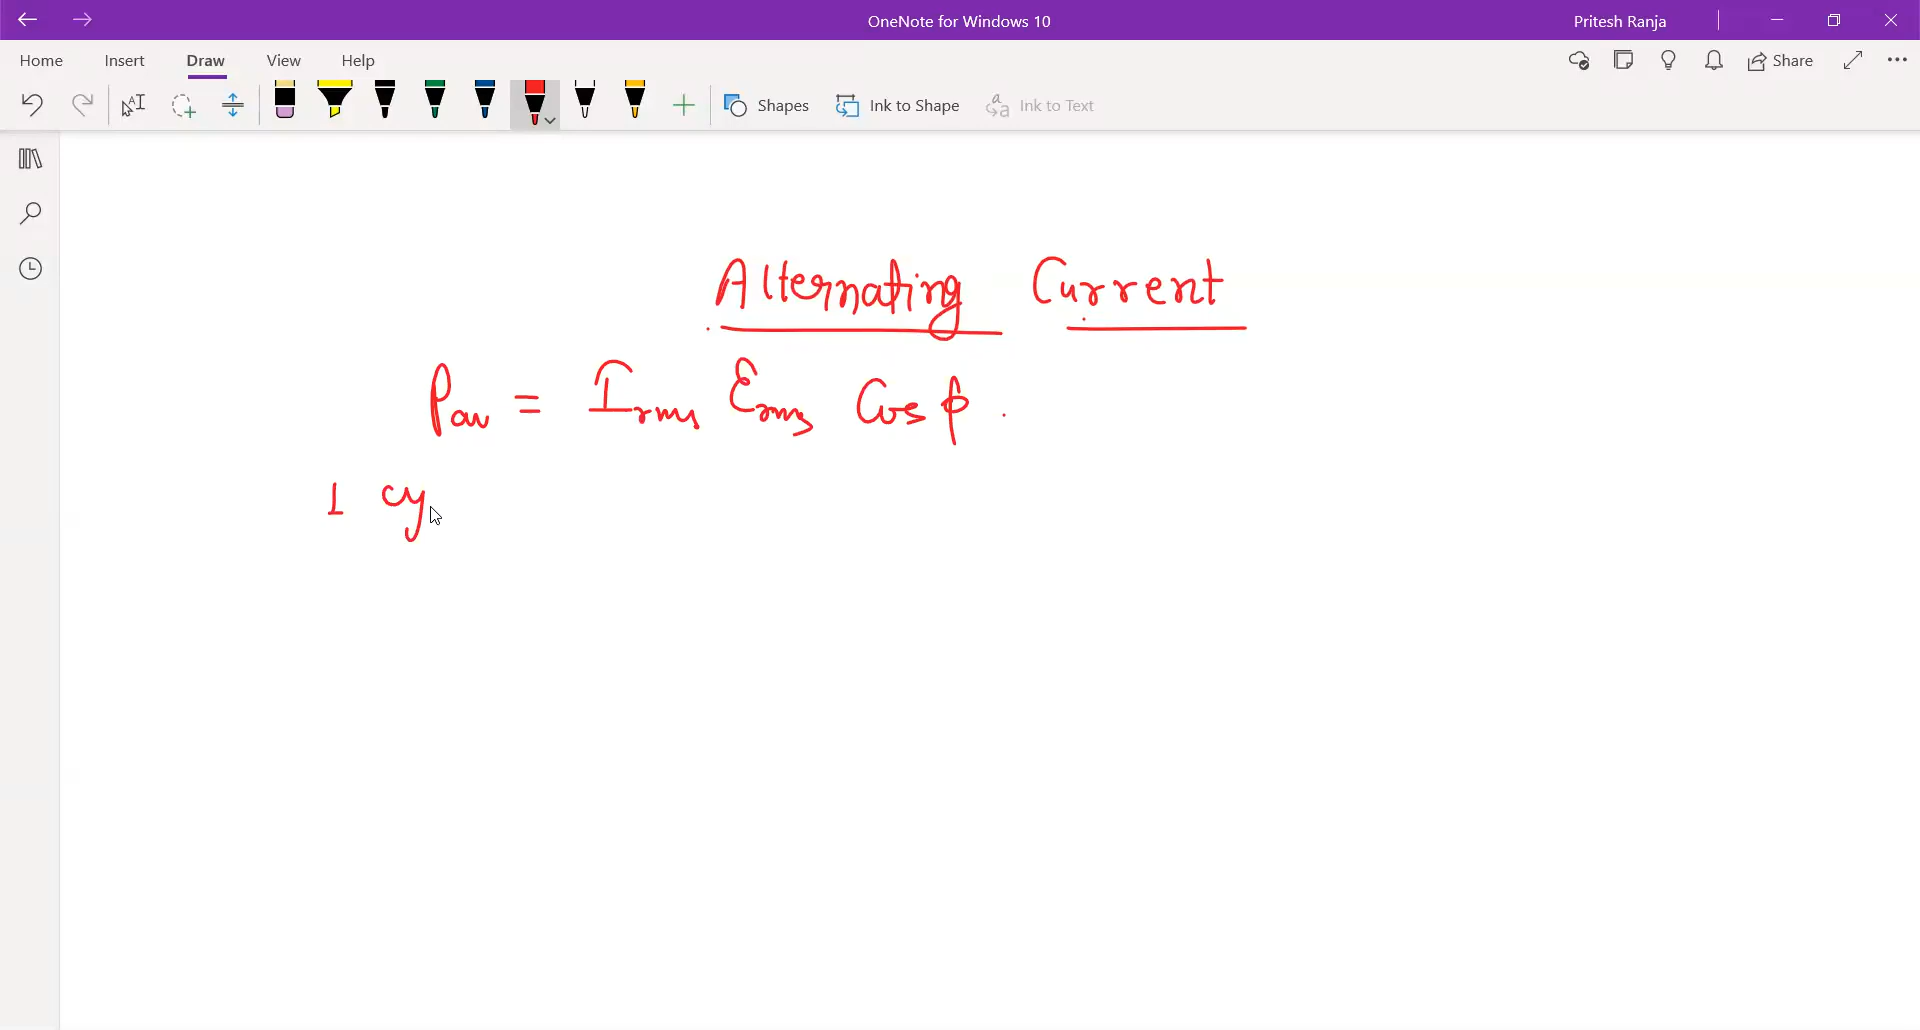 OneNote for Windows 10
Pritesh Ranja
Home Insert Draw View Help
Share
Shapes Ink to Shape Ink to Text
Alternating Current
Pav = Irms Erms Cos ϕ .
1 cy